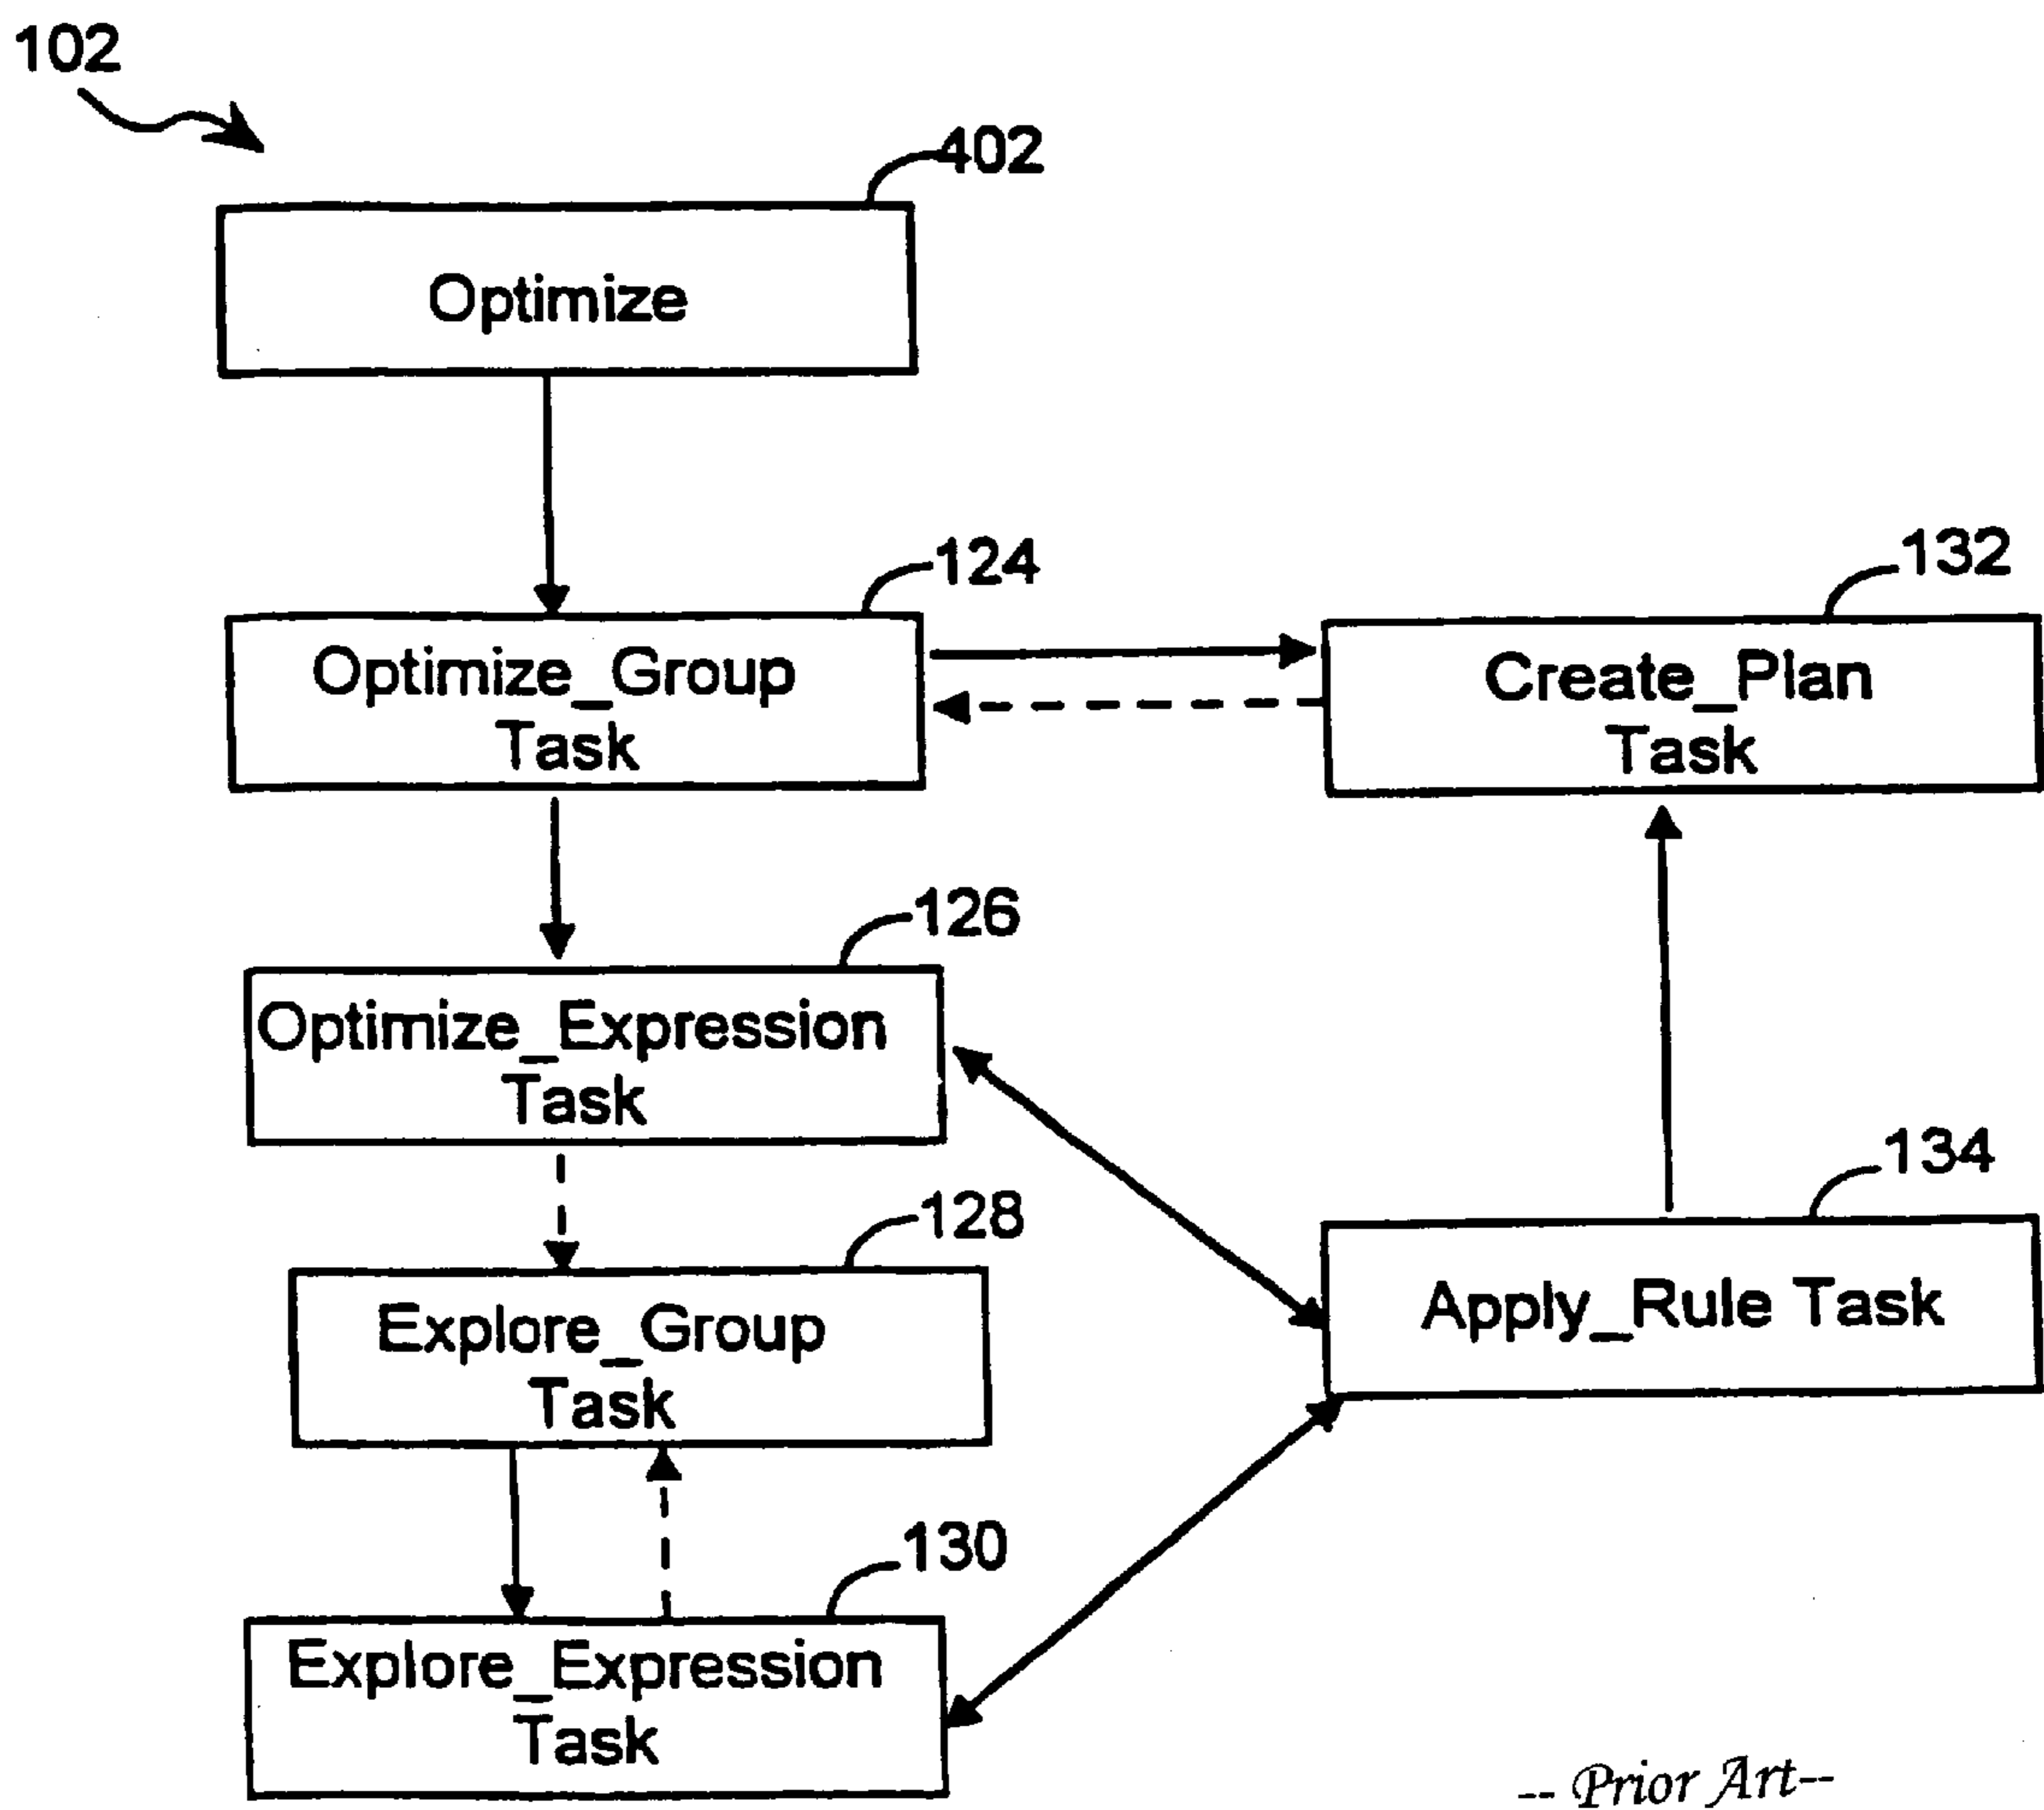 102
402
Optimize
124
132
Optimize_Group
Task
Create_Plan
Task
126
Optimize_Expression
Task
134
128
Apply_Rule Task
Explore_Group
Task
130
Explore_Expression
Task
-- Prior Art--